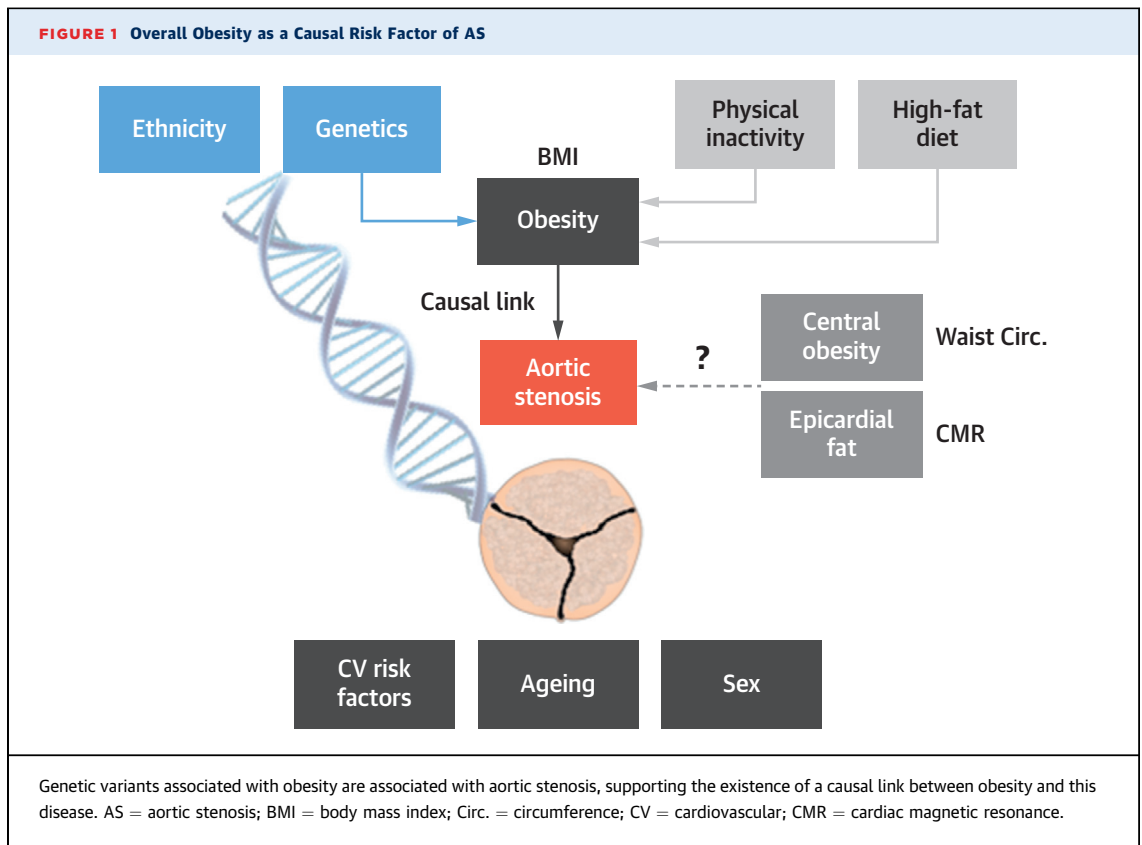 FIGURE 1 Overall Obesity as a Causal Risk Factor of AS
Ethnicity
Genetics
Physical
inactivity
High-fat
diet
BMI
Obesity
Causal link
Central
obesity
Waist Circ.
?
Aortic
stenosis
Epicardial
fat
CMR
CV risk
factors
Ageing
Sex
Genetic variants associated with obesity are associated with aortic stenosis, supporting the existence of a causal link between obesity and this
disease. AS = aortic stenosis; BMI = body mass index; Circ. = circumference; CV = cardiovascular; CMR = cardiac magnetic resonance.